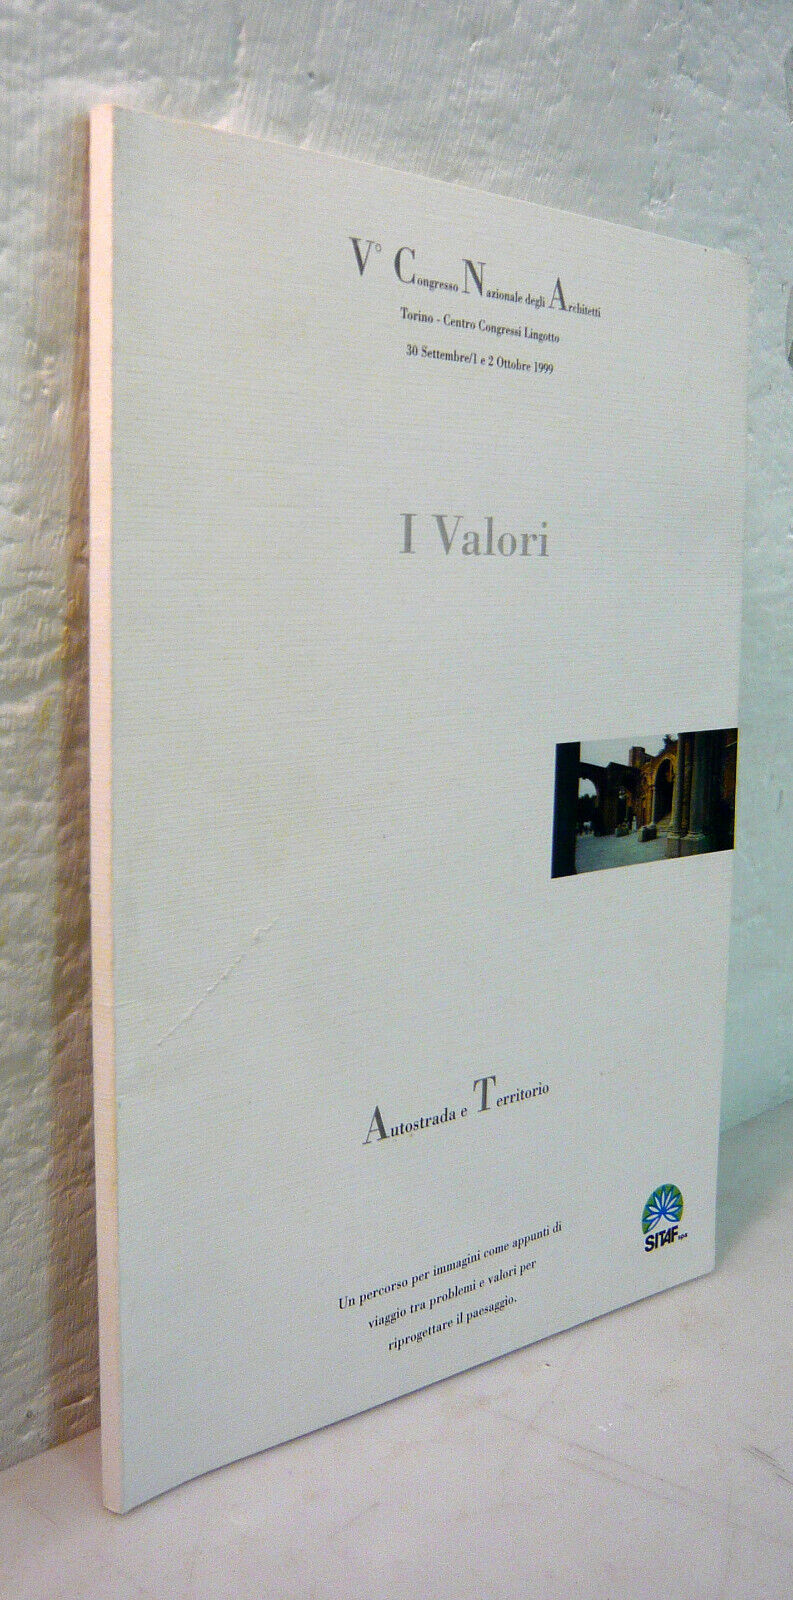 V° Congresso Nazionale degli Architetti
Torino - Centro Congressi Lingotto
30 Settembre/1 e 2 Ottobre 1999
I Valori
Autostrada e Territorio
SITAF spa
Un percorso per immagini come appunti di
viaggio tra problemi e valori per
riprogettare il paesaggio.